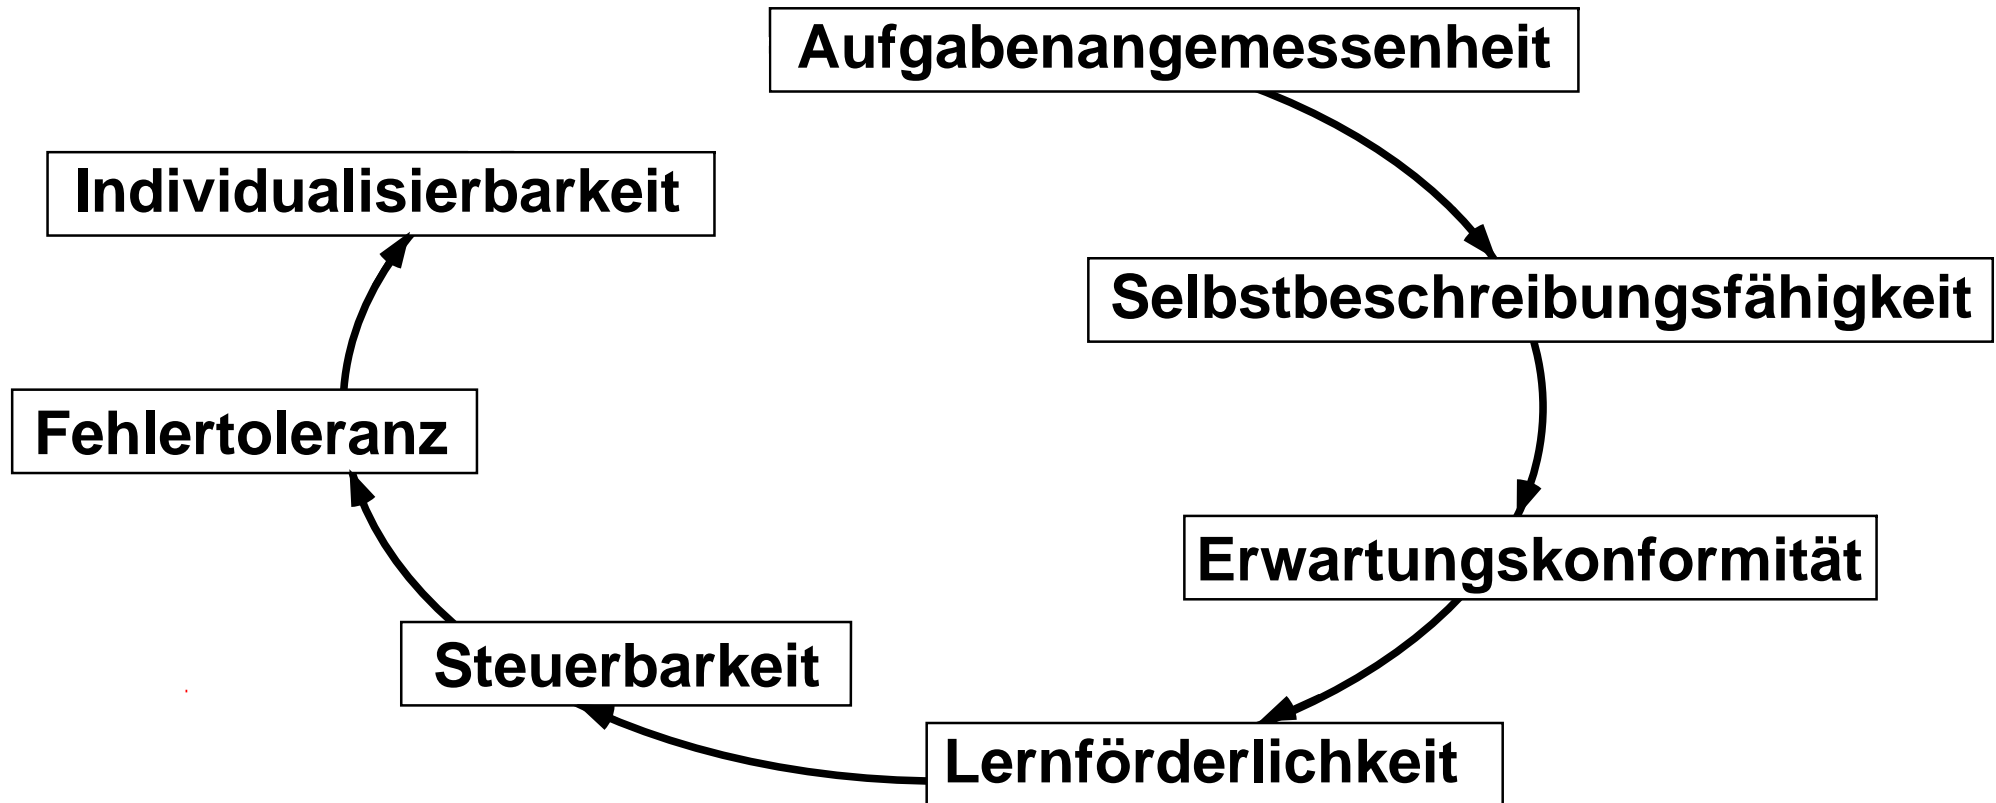 Aufgabenangemessenheit
Selbstbeschreibungsfähigkeit
Erwartungskonformität
Lernförderlichkeit
Steuerbarkeit
Fehlertoleranz
Individualisierbarkeit